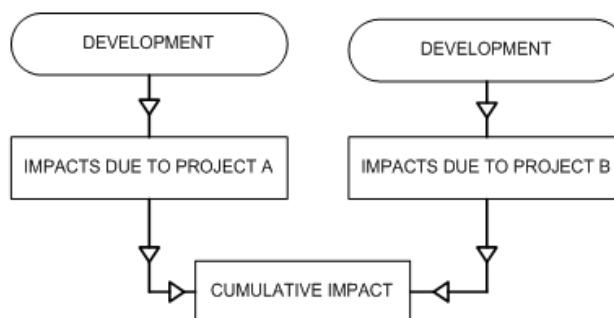 DEVELOPMENT
DEVELOPMENT
IMPACTS DUE TO PROJECT A
IMPACTS DUE TO PROJECT B
CUMULATIVE IMPACT